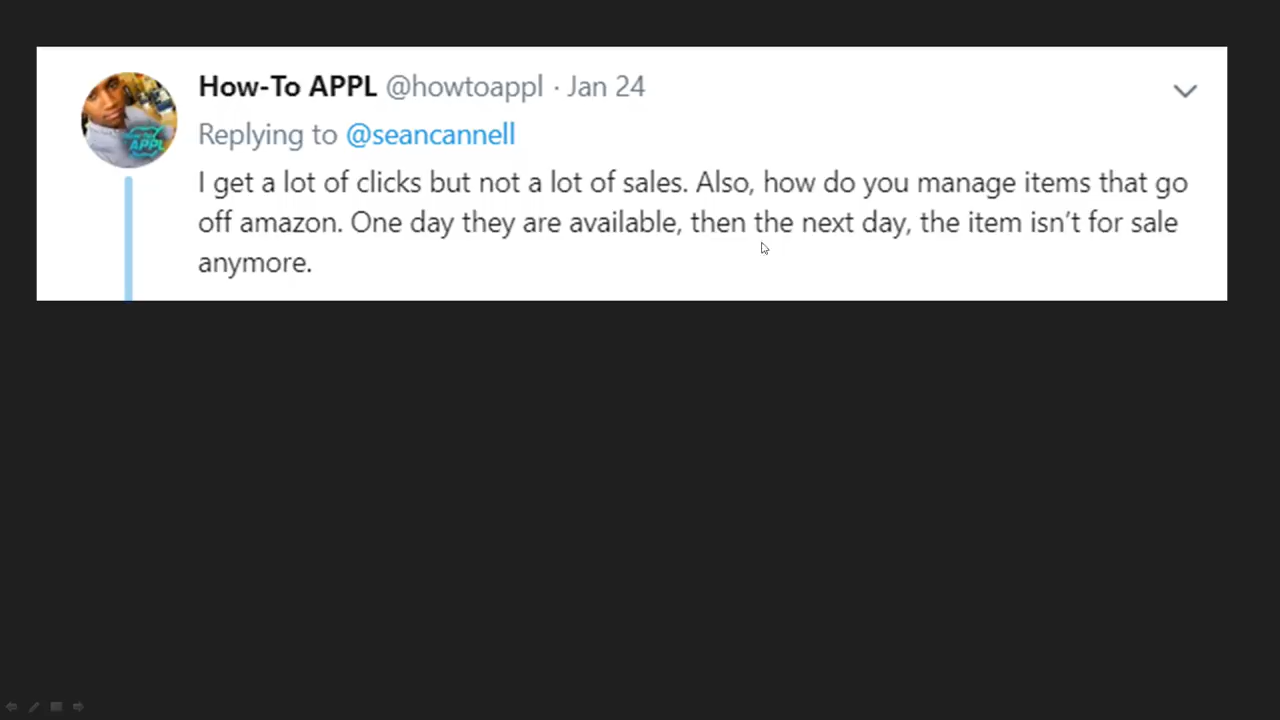 How-To APPL @howtoappl · Jan 24
Replying to @seancannell
I get a lot of clicks but not a lot of sales. Also, how do you manage items that go
off amazon. One day they are available, then the next day, the item isn’t for sale
anymore.